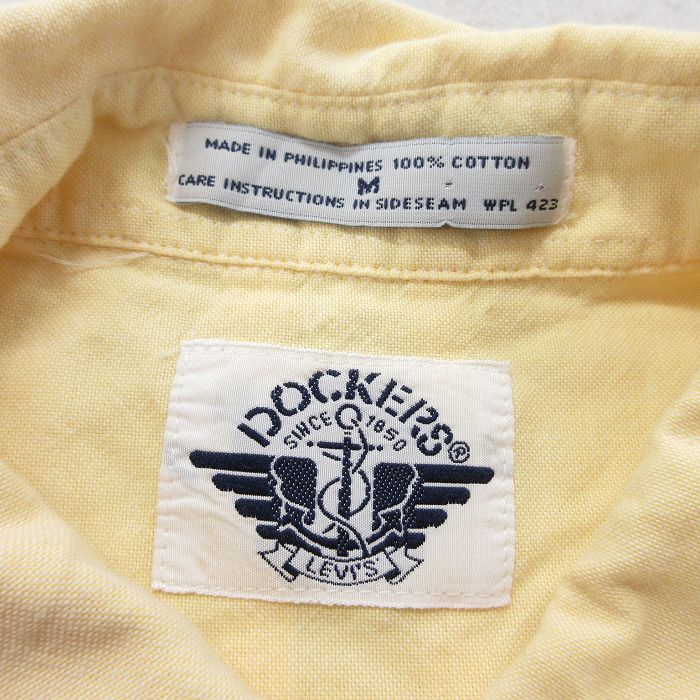 MADE IN PHILIPPINES 100% COTTON
M
CARE INSTRUCTIONS IN SIDESEAM WPL 423
DOCKERS®
SINCE 1850
LEVI'S